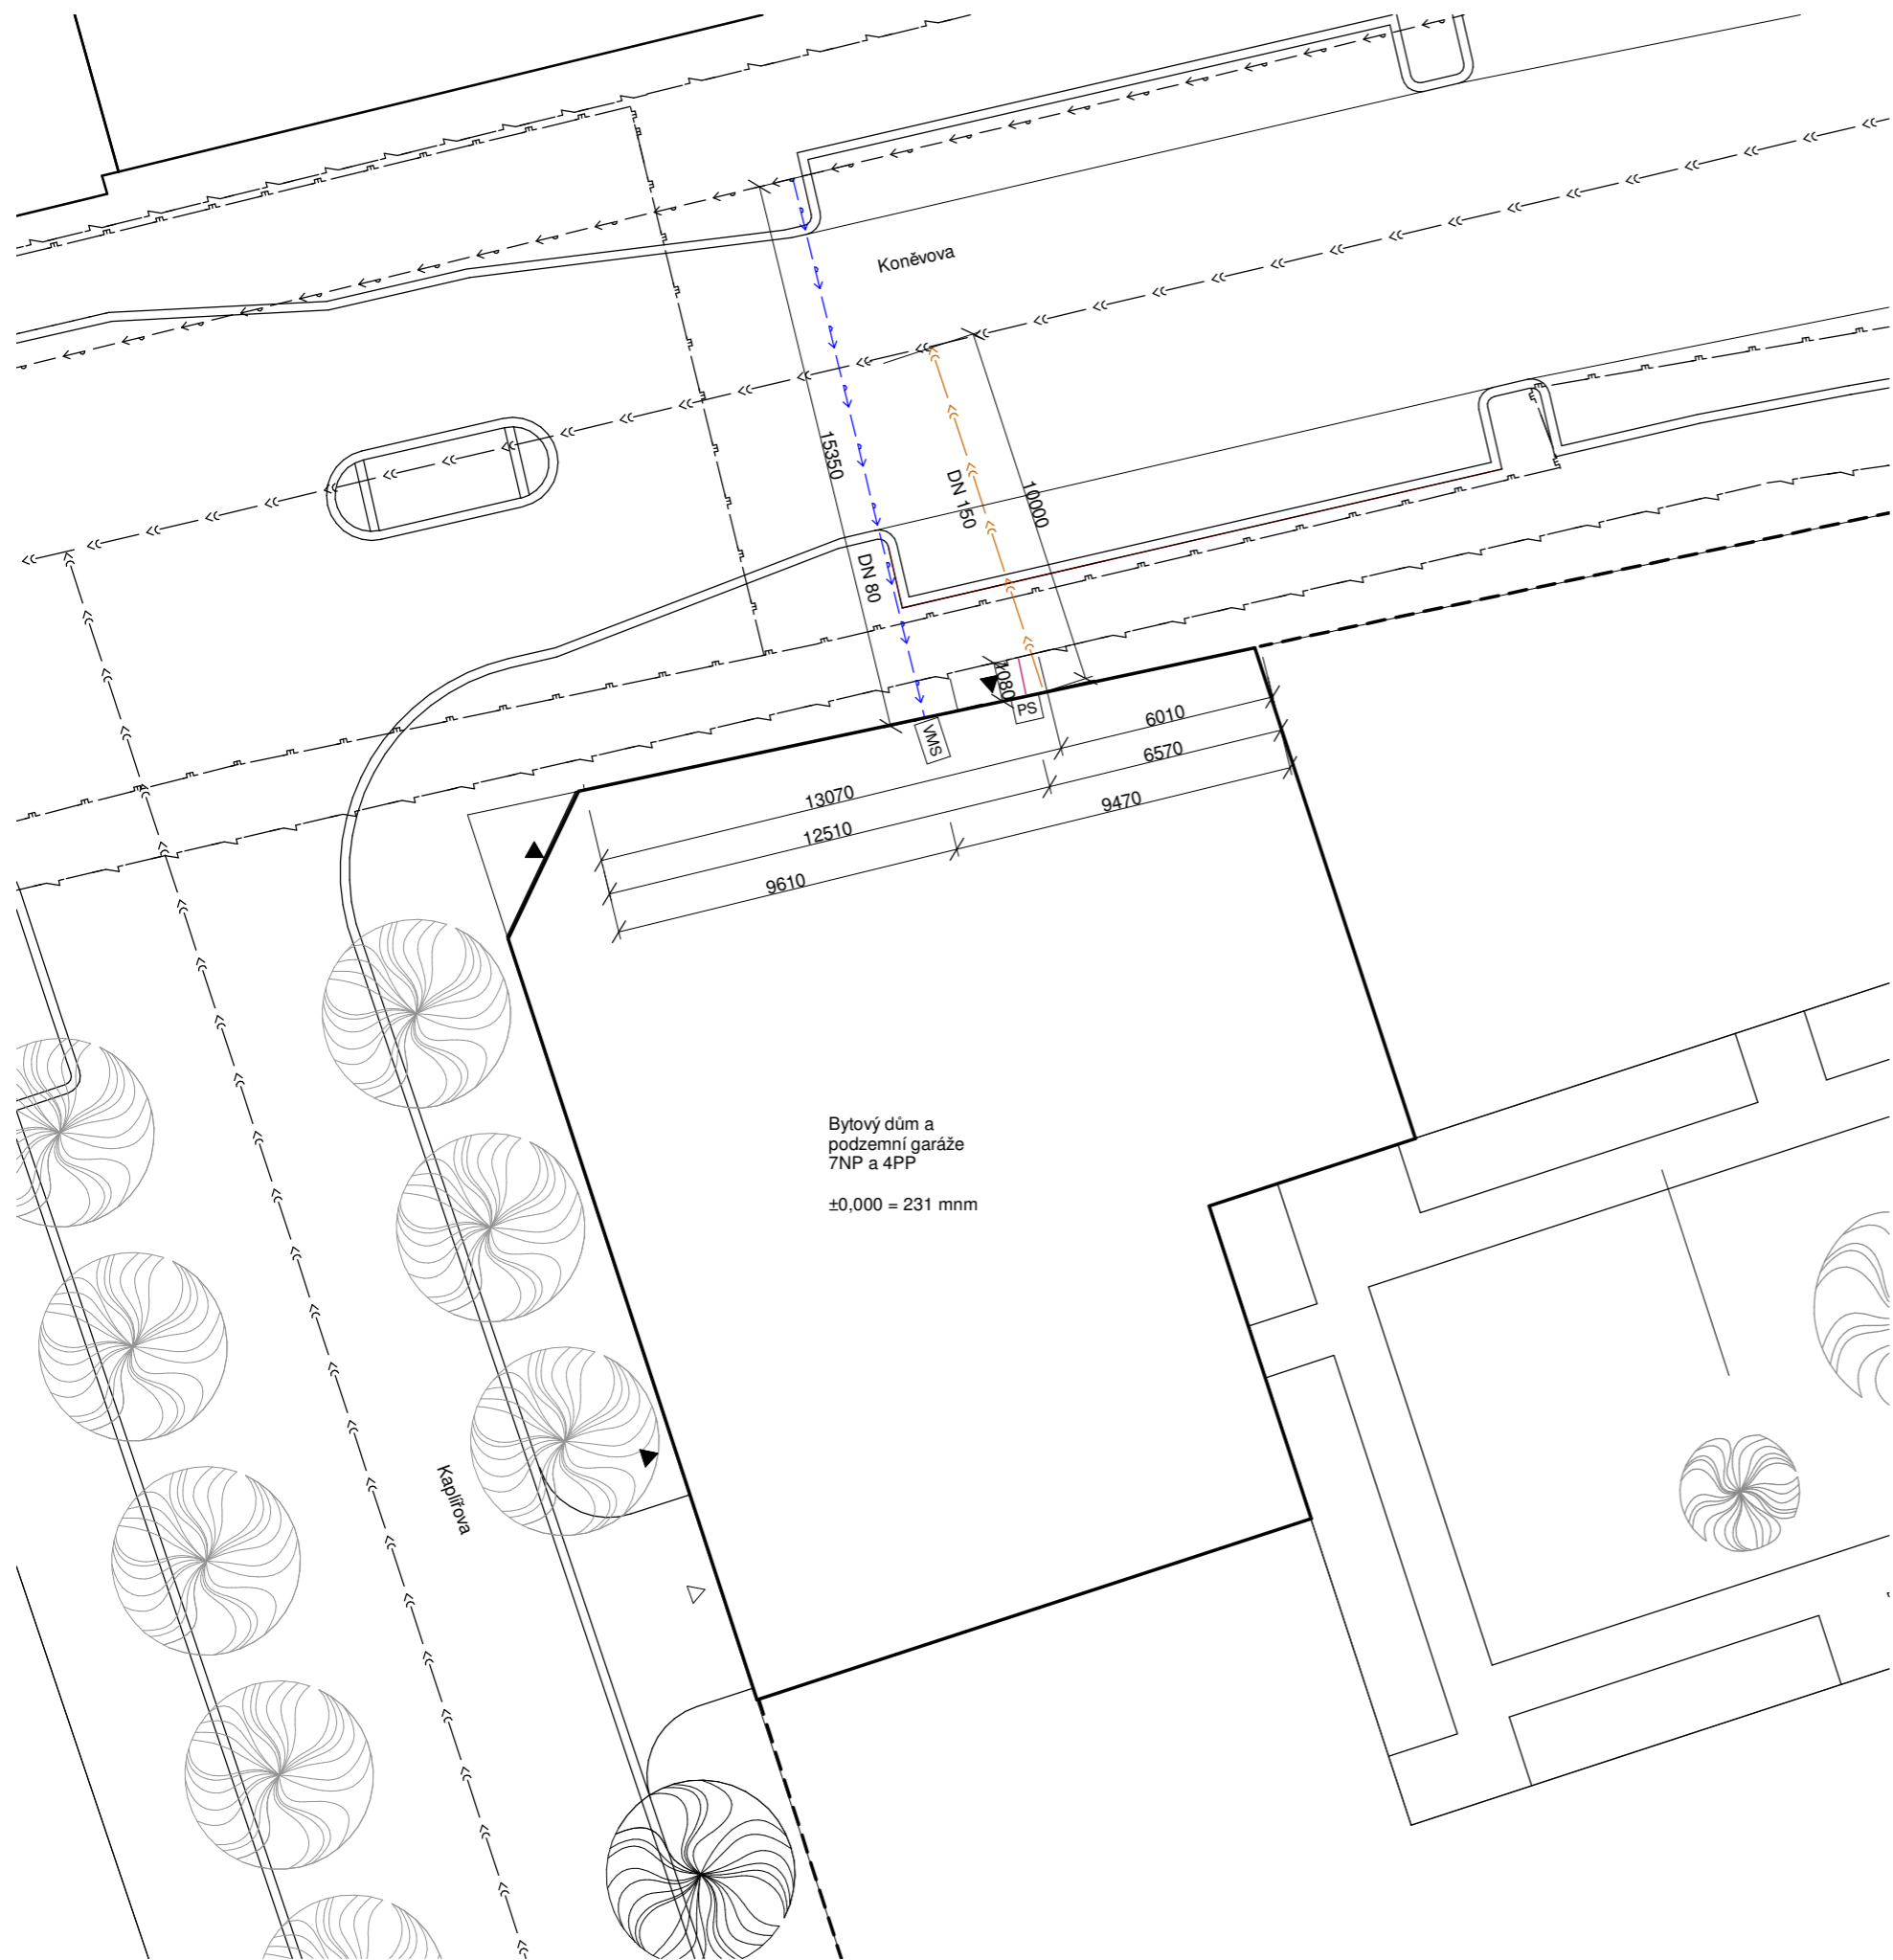 Koněvova
15350
DN 150
10000
DN 80
1080
PS
VMS
6010
6570
13070
9470
12510
9610
Bytový dům a
podzemní garáže
7NP a 4PP
±0,000 = 231 mnm
Kaplířova